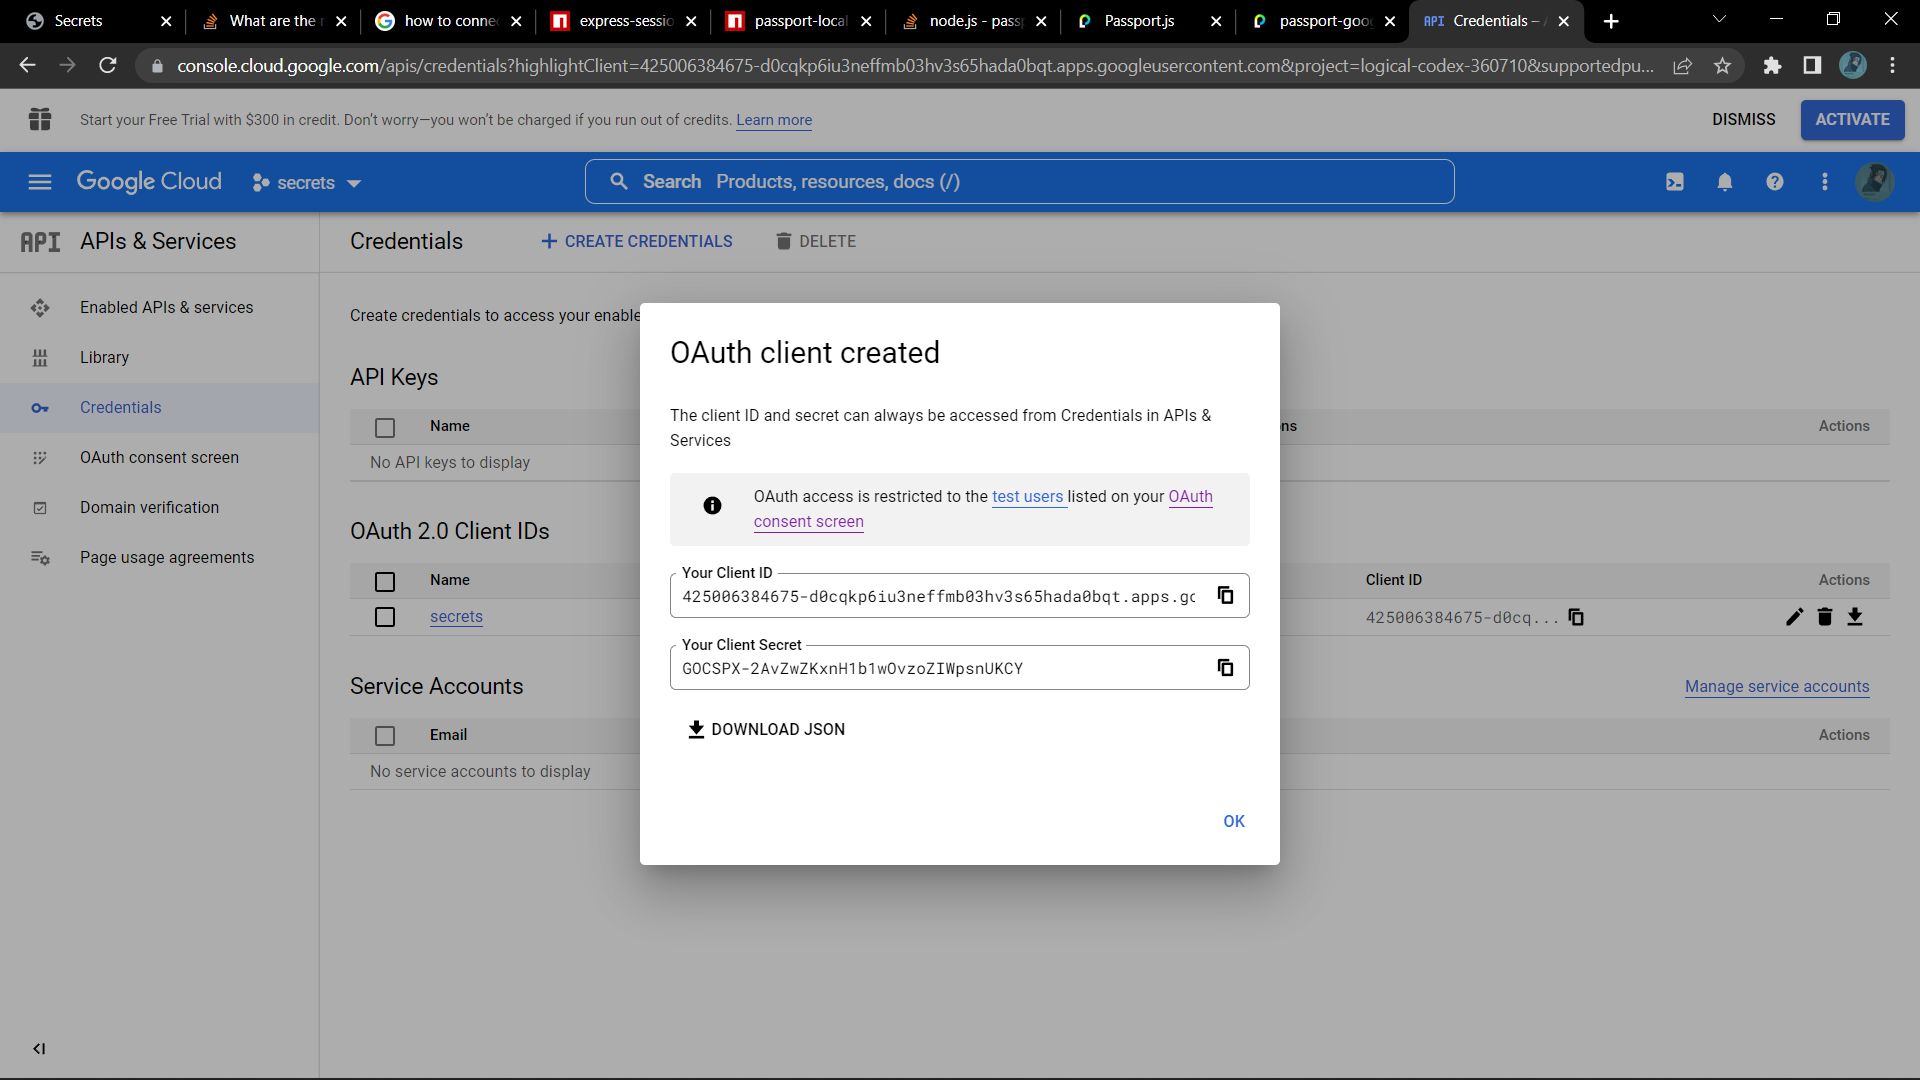 Secrets
What are the
how to conne
express-sessio
passport-local
node.js - pass
Passport.js
passport-goo
API Credentials –
console.cloud.google.com/apis/credentials?highlightClient=425006384675-d0cqkp6iu3neffmb03hv3s65hada0bqt.apps.googleusercontent.com&project=logical-codex-360710&supportedpu...
Start your Free Trial with $300 in credit. Don't worry—you won't be charged if you run out of credits. Learn more
DISMISS
ACTIVATE
Google Cloud
secrets
Search Products, resources, docs (/)
API APIs & Services
Credentials
CREATE CREDENTIALS
DELETE
Enabled APIs & services
Library
Credentials
OAuth consent screen
Domain verification
Page usage agreements
Create credentials to access your enable
API Keys
Name
ns
Actions
No API keys to display
OAuth 2.0 Client IDs
Name
Client ID
Actions
secrets
425006384675-d0cq...
Service Accounts
Manage service accounts
Email
Actions
No service accounts to display
OAuth client created
The client ID and secret can always be accessed from Credentials in APIs &
Services
OAuth access is restricted to the test users listed on your OAuth
consent screen
Your Client ID
425006384675-d0cqkp6iu3neffmb03hv3s65hada0bqt.apps.gc
Your Client Secret
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
DOWNLOAD JSON
OK